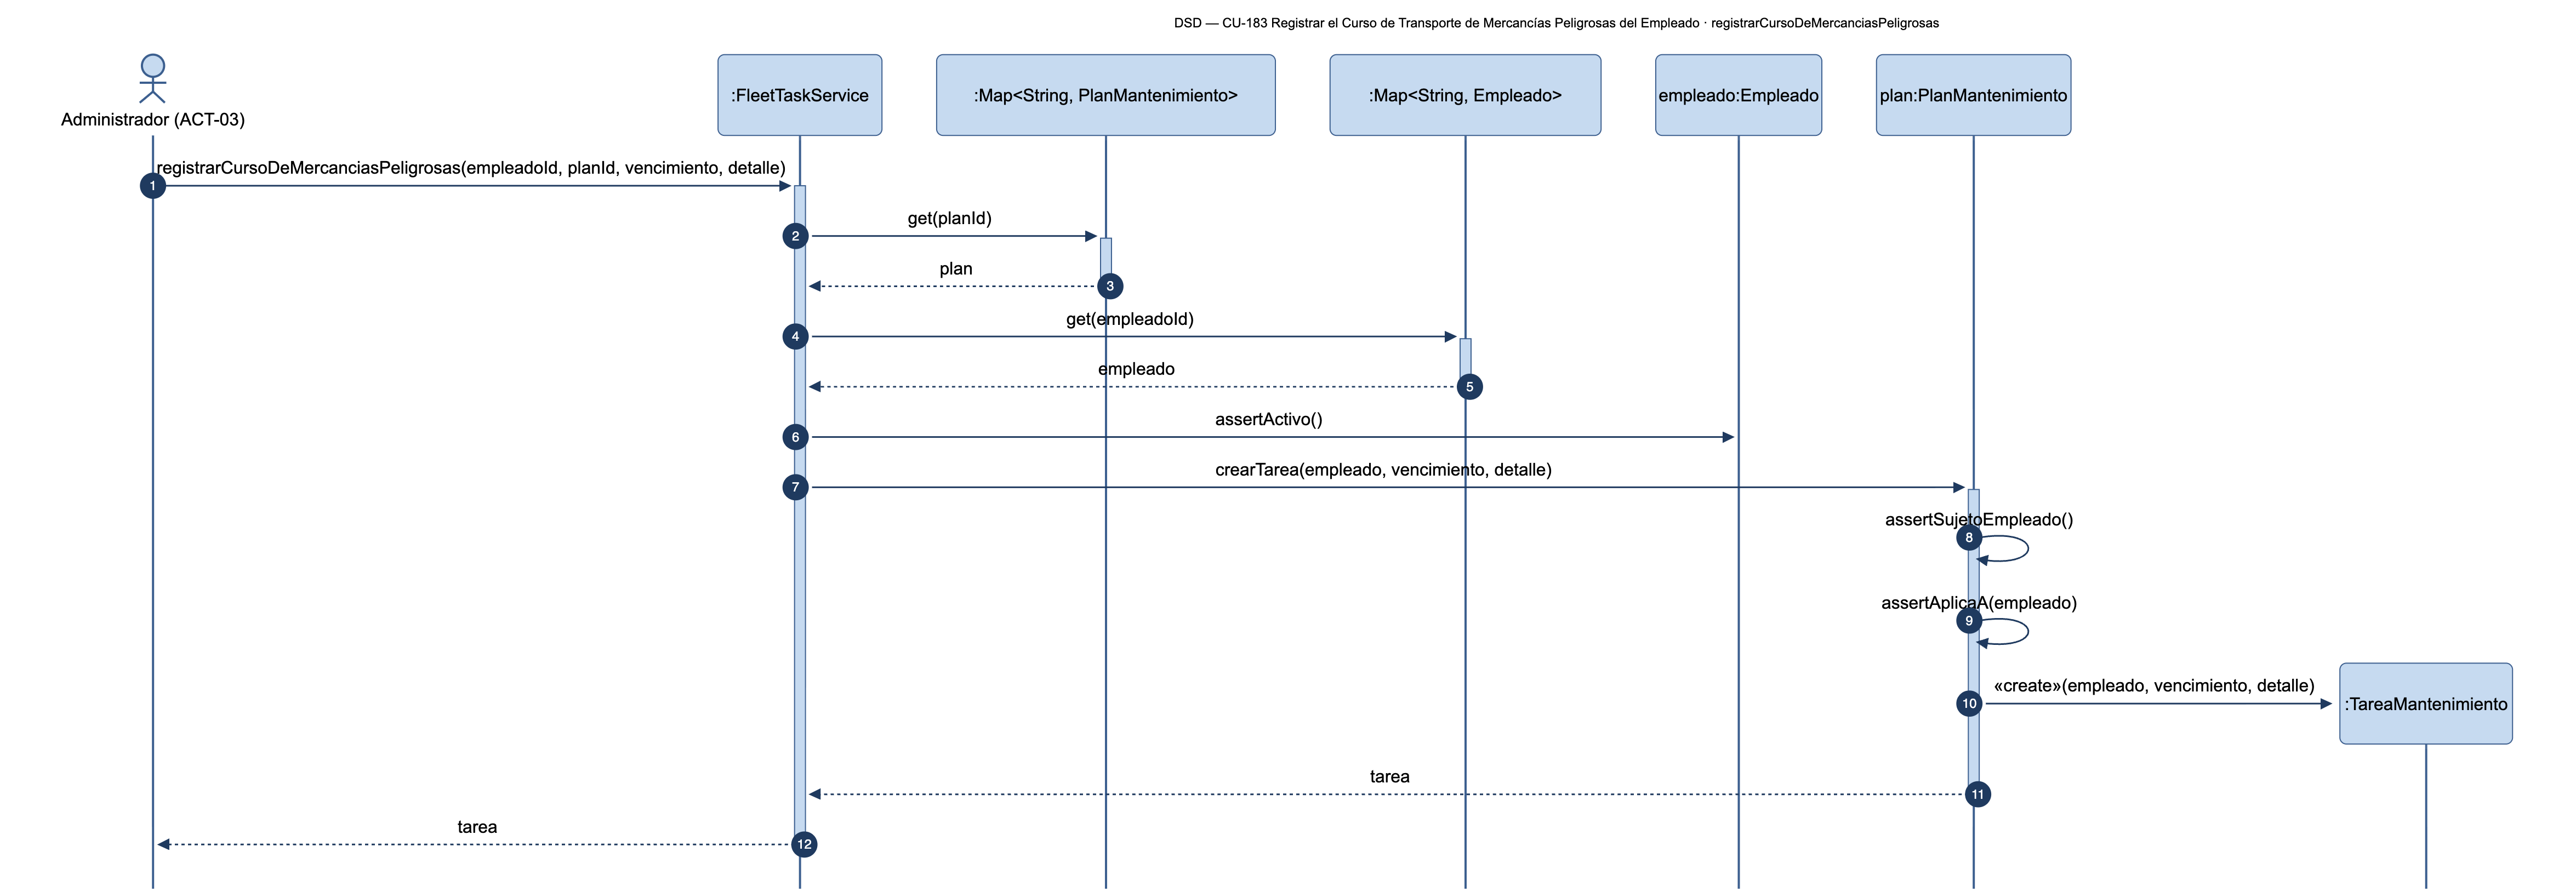 DSD — CU-183 Registrar el Curso de Transporte de Mercancías Peligrosas del Empleado · registrarCursoDeMercanciasPeligrosas
Administrador (ACT-03)
:FleetTaskService
:Map<String, PlanMantenimiento>
:Map<String, Empleado>
empleado:Empleado
plan:PlanMantenimiento
registrarCursoDeMercanciasPeligrosas(empleadoId, planId, vencimiento, detalle)
1
get(planId)
2
plan
3
get(empleadoId)
4
empleado
5
assertActivo()
6
crearTarea(empleado, vencimiento, detalle)
7
assertSujetoEmpleado()
8
assertAplicaA(empleado)
9
«create»(empleado, vencimiento, detalle)
10
:TareaMantenimiento
tarea
11
tarea
12